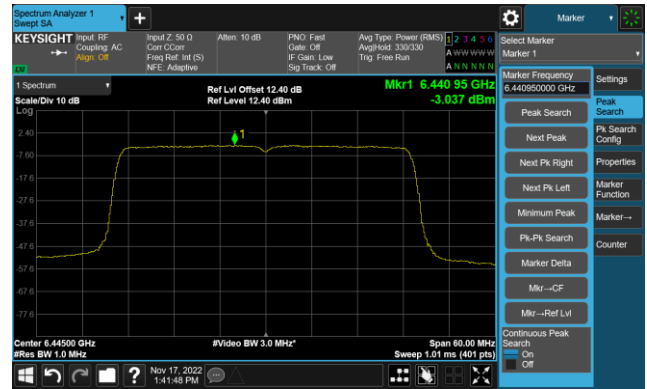 Spectrum Analyzer 1
Swept SA
Marker
KEYSIGHT
Input: RF
Coupling: AC
Align: Off
Input Z: 50 Ω
Corr CCorr
Freq Ref: Int (S)
NFE: Adaptive
Atten: 10 dB
PNO: Fast
Gate: Off
IF Gain: Low
Sig Track: Off
Avg Type: Power (RMS)
Avg|Hold: 330/330
Trig: Free Run
1 2 3 4 5 6
A W W W W W
A N N N N N
Select Marker
Marker 1
1 Spectrum
Scale/Div 10 dB
Log
Ref Lvl Offset 12.40 dB
Ref Level 12.40 dBm
Mkr1 6.440 95 GHz
-3.037 dBm
1
2.40
-7.60
-17.6
-27.6
-37.6
-47.6
-57.6
-67.6
-77.6
Center 6.44500 GHz
#Res BW 1.0 MHz
#Video BW 3.0 MHz*
Span 60.00 MHz
Sweep 1.01 ms (401 pts)
Marker Frequency
6.440950000 GHz
Peak Search
Next Peak
Next Pk Right
Next Pk Left
Minimum Peak
Pk-Pk Search
Marker Delta
Mkr→CF
Mkr→Ref Lvl
Continuous Peak
Search
On
Off
Settings
Peak
Search
Pk Search
Config
Properties
Marker
Function
Marker→
Counter
?
Nov 17, 2022
1:41:48 PM